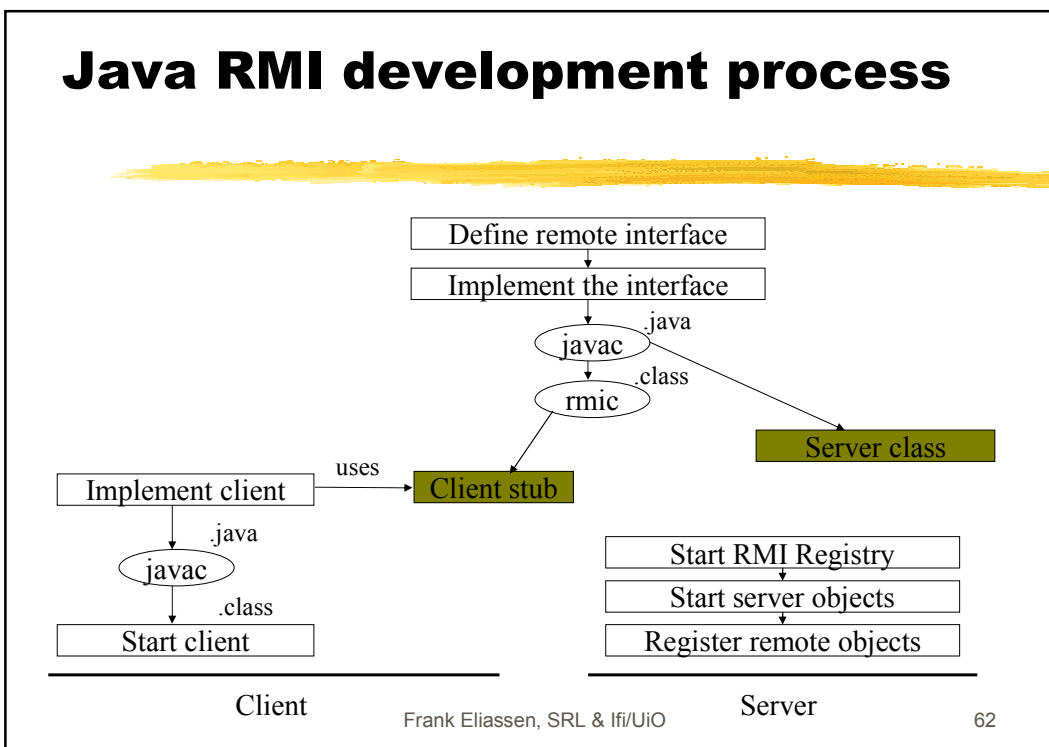 Java RMI development process
Define remote interface
Implement the interface
.java
javac
.class
rmic
Server class
uses
Implement client
Client stub
.java
javac
.class
Start client
Start RMI Registry
Start server objects
Register remote objects
Client
Server
Frank Eliassen, SRL & Ifi/UiO
62